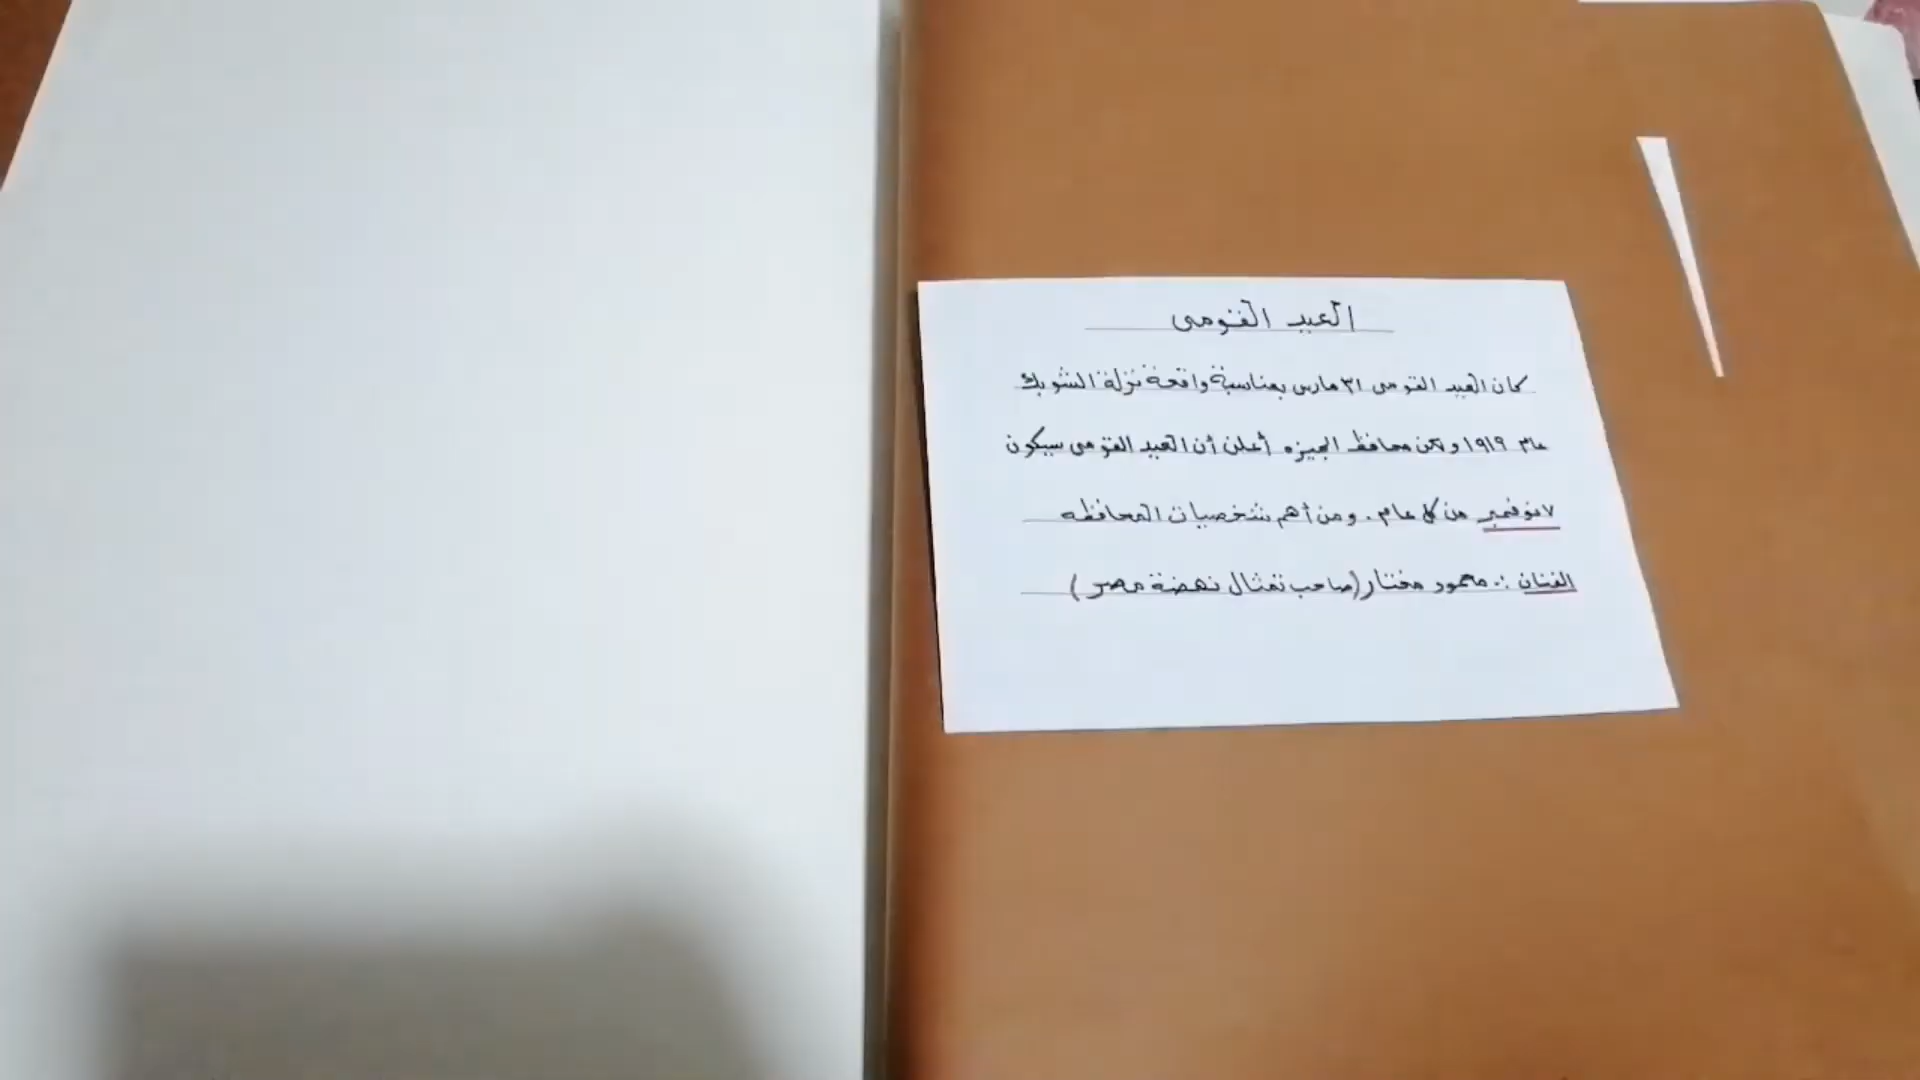 العيد القومى
كان العيد القومى ٣١ مارس بمناسبة واقعة نزلة الشوبك
عام ١٩١٩ ولكن محافظ الجيزه أعلن أن العيد القومى سيكون
٧ نوفمبر من كل عام. ومن أهم شخصيات المحافظه
الفنان :. محمود مختار (صاحب تمثال نهضة مصر)